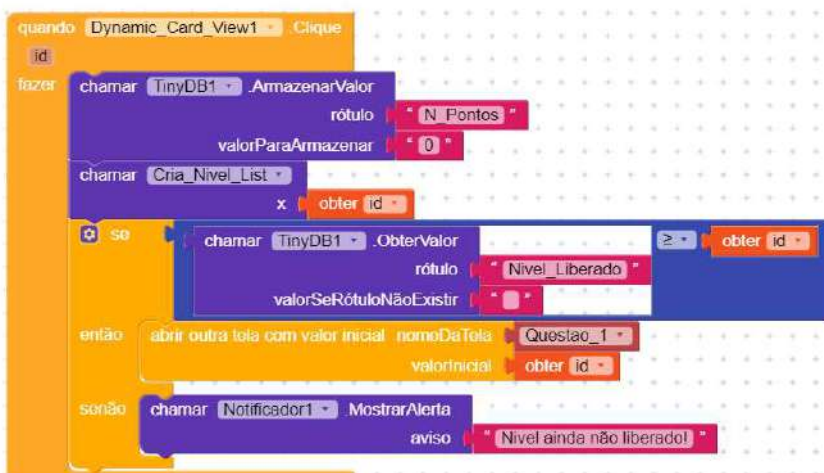 quando Dynamic_Card_View1 .Clique
id
fazer chamar TinyDB1 .ArmazenarValor
rótulo " N_Pontos "
valorParaArmazenar " 0 "
chamar Cria_Nivel_List
x obter id
se chamar TinyDB1 .ObterValor ≥ obter id
rótulo " Nivel_Liberado "
valorSeRótuloNãoExistir " "
então abrir outra tela com valor inicial nomeDaTela Questao_1
valorInicial obter id
senão chamar Notificador1 .MostrarAlerta
aviso " Nivel ainda não liberado! "